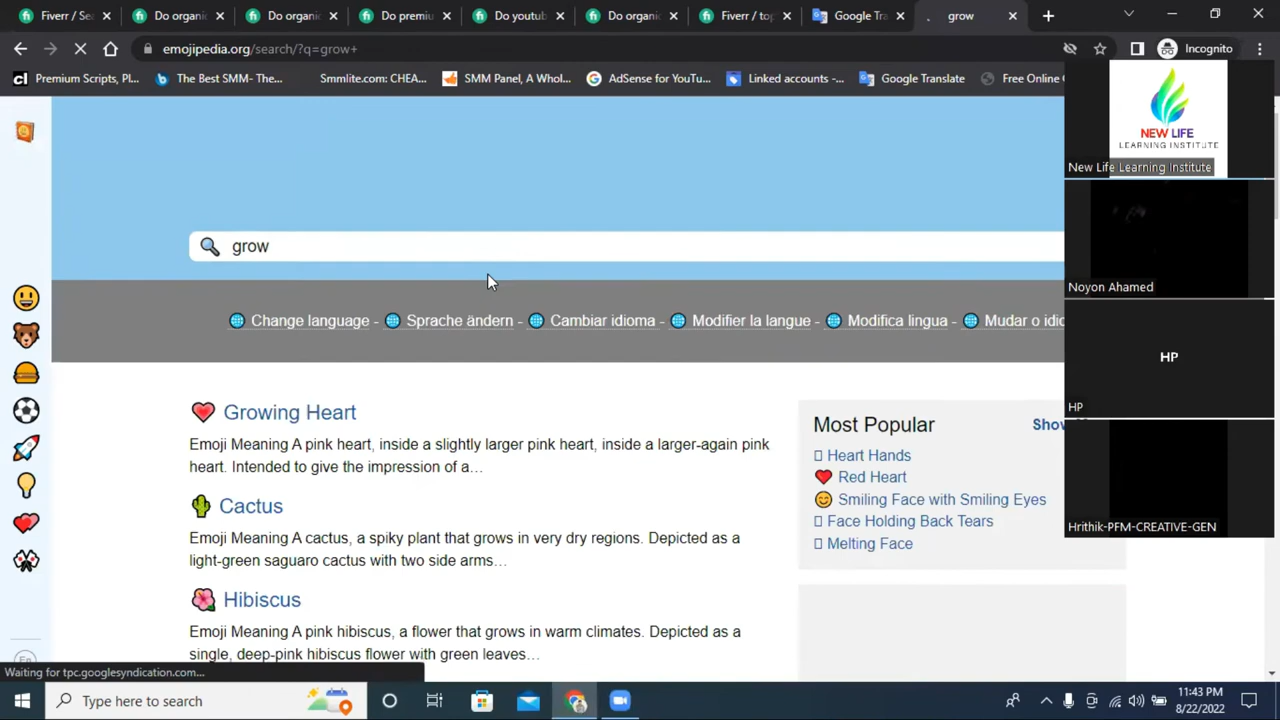 Fiverr / Se
Do organic
Do organi
Do premiu
Do youtub
Do organi
Fiverr / top
Google Tra
grow
emojipedia.org/search/?q=grow+
Incognito
Premium Scripts, Pl...
The Best SMM- The...
Smmlite.com: CHEA...
SMM Panel, A Whol...
AdSense for YouTu...
Linked accounts -...
Google Translate
Free Online
NEW LIFE
LEARNING INSTITUTE
New Life Learning Institute
grow
Noyon Ahamed
Change language - Sprache ändern - Cambiar idioma - Modifier la langue - Modifica lingua - Mudar o idio
HP
HP
Growing Heart
Emoji Meaning A pink heart, inside a slightly larger pink heart, inside a larger-again pink
heart. Intended to give the impression of a...
Cactus
Emoji Meaning A cactus, a spiky plant that grows in very dry regions. Depicted as a
light-green saguaro cactus with two side arms...
Hibiscus
Emoji Meaning A pink hibiscus, a flower that grows in warm climates. Depicted as a
single, deep-pink hibiscus flower with green leaves...
Most Popular
Show
Heart Hands
Red Heart
Smiling Face with Smiling Eyes
Face Holding Back Tears
Melting Face
Hrithik-PFM-CREATIVE-GEN
En
Waiting for tpc.googlesyndication.com...
Type here to search
11:43 PM
8/22/2022